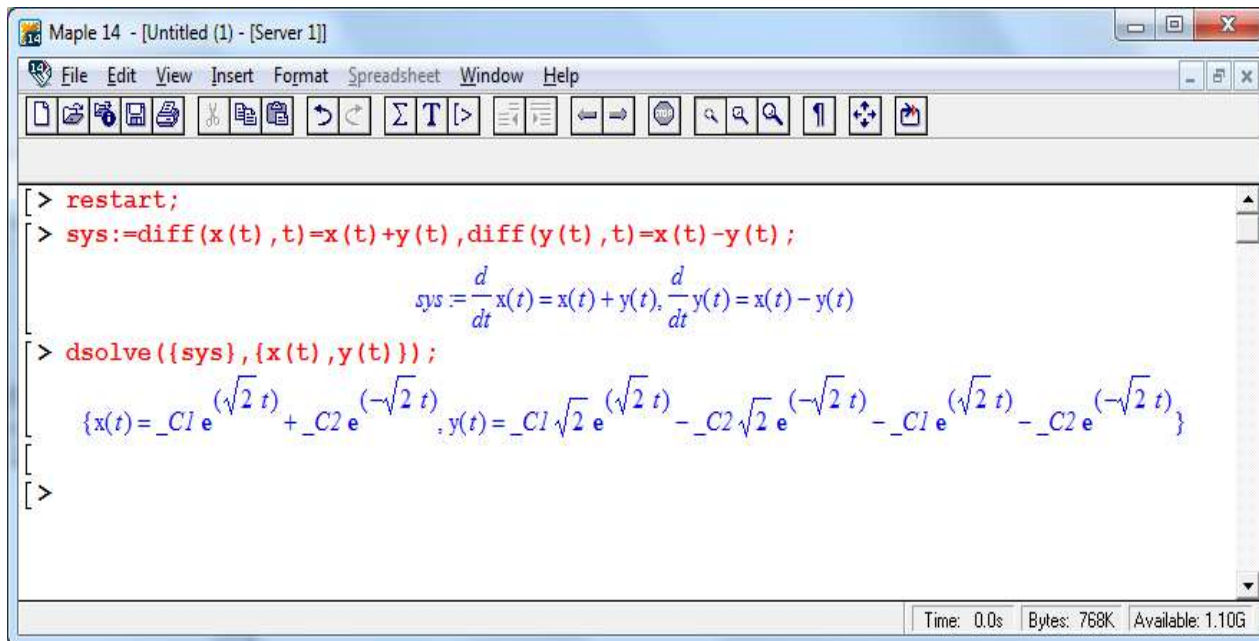 Maple 14 - [Untitled (1) - [Server 1]]
File Edit View Insert Format Spreadsheet Window Help
[> restart;
[> sys:=diff(x(t),t)=x(t)+y(t),diff(y(t),t)=x(t)-y(t);
sys := d/dt x(t) = x(t) + y(t), d/dt y(t) = x(t) − y(t)
[> dsolve({sys},{x(t),y(t)});
{x(t) = _C1 e^(√2 t) + _C2 e^(−√2 t), y(t) = _C1 √2 e^(√2 t) − _C2 √2 e^(−√2 t) − _C1 e^(√2 t) − _C2 e^(−√2 t)}
[>
Time: 0.0s Bytes: 768K Available: 1.10G